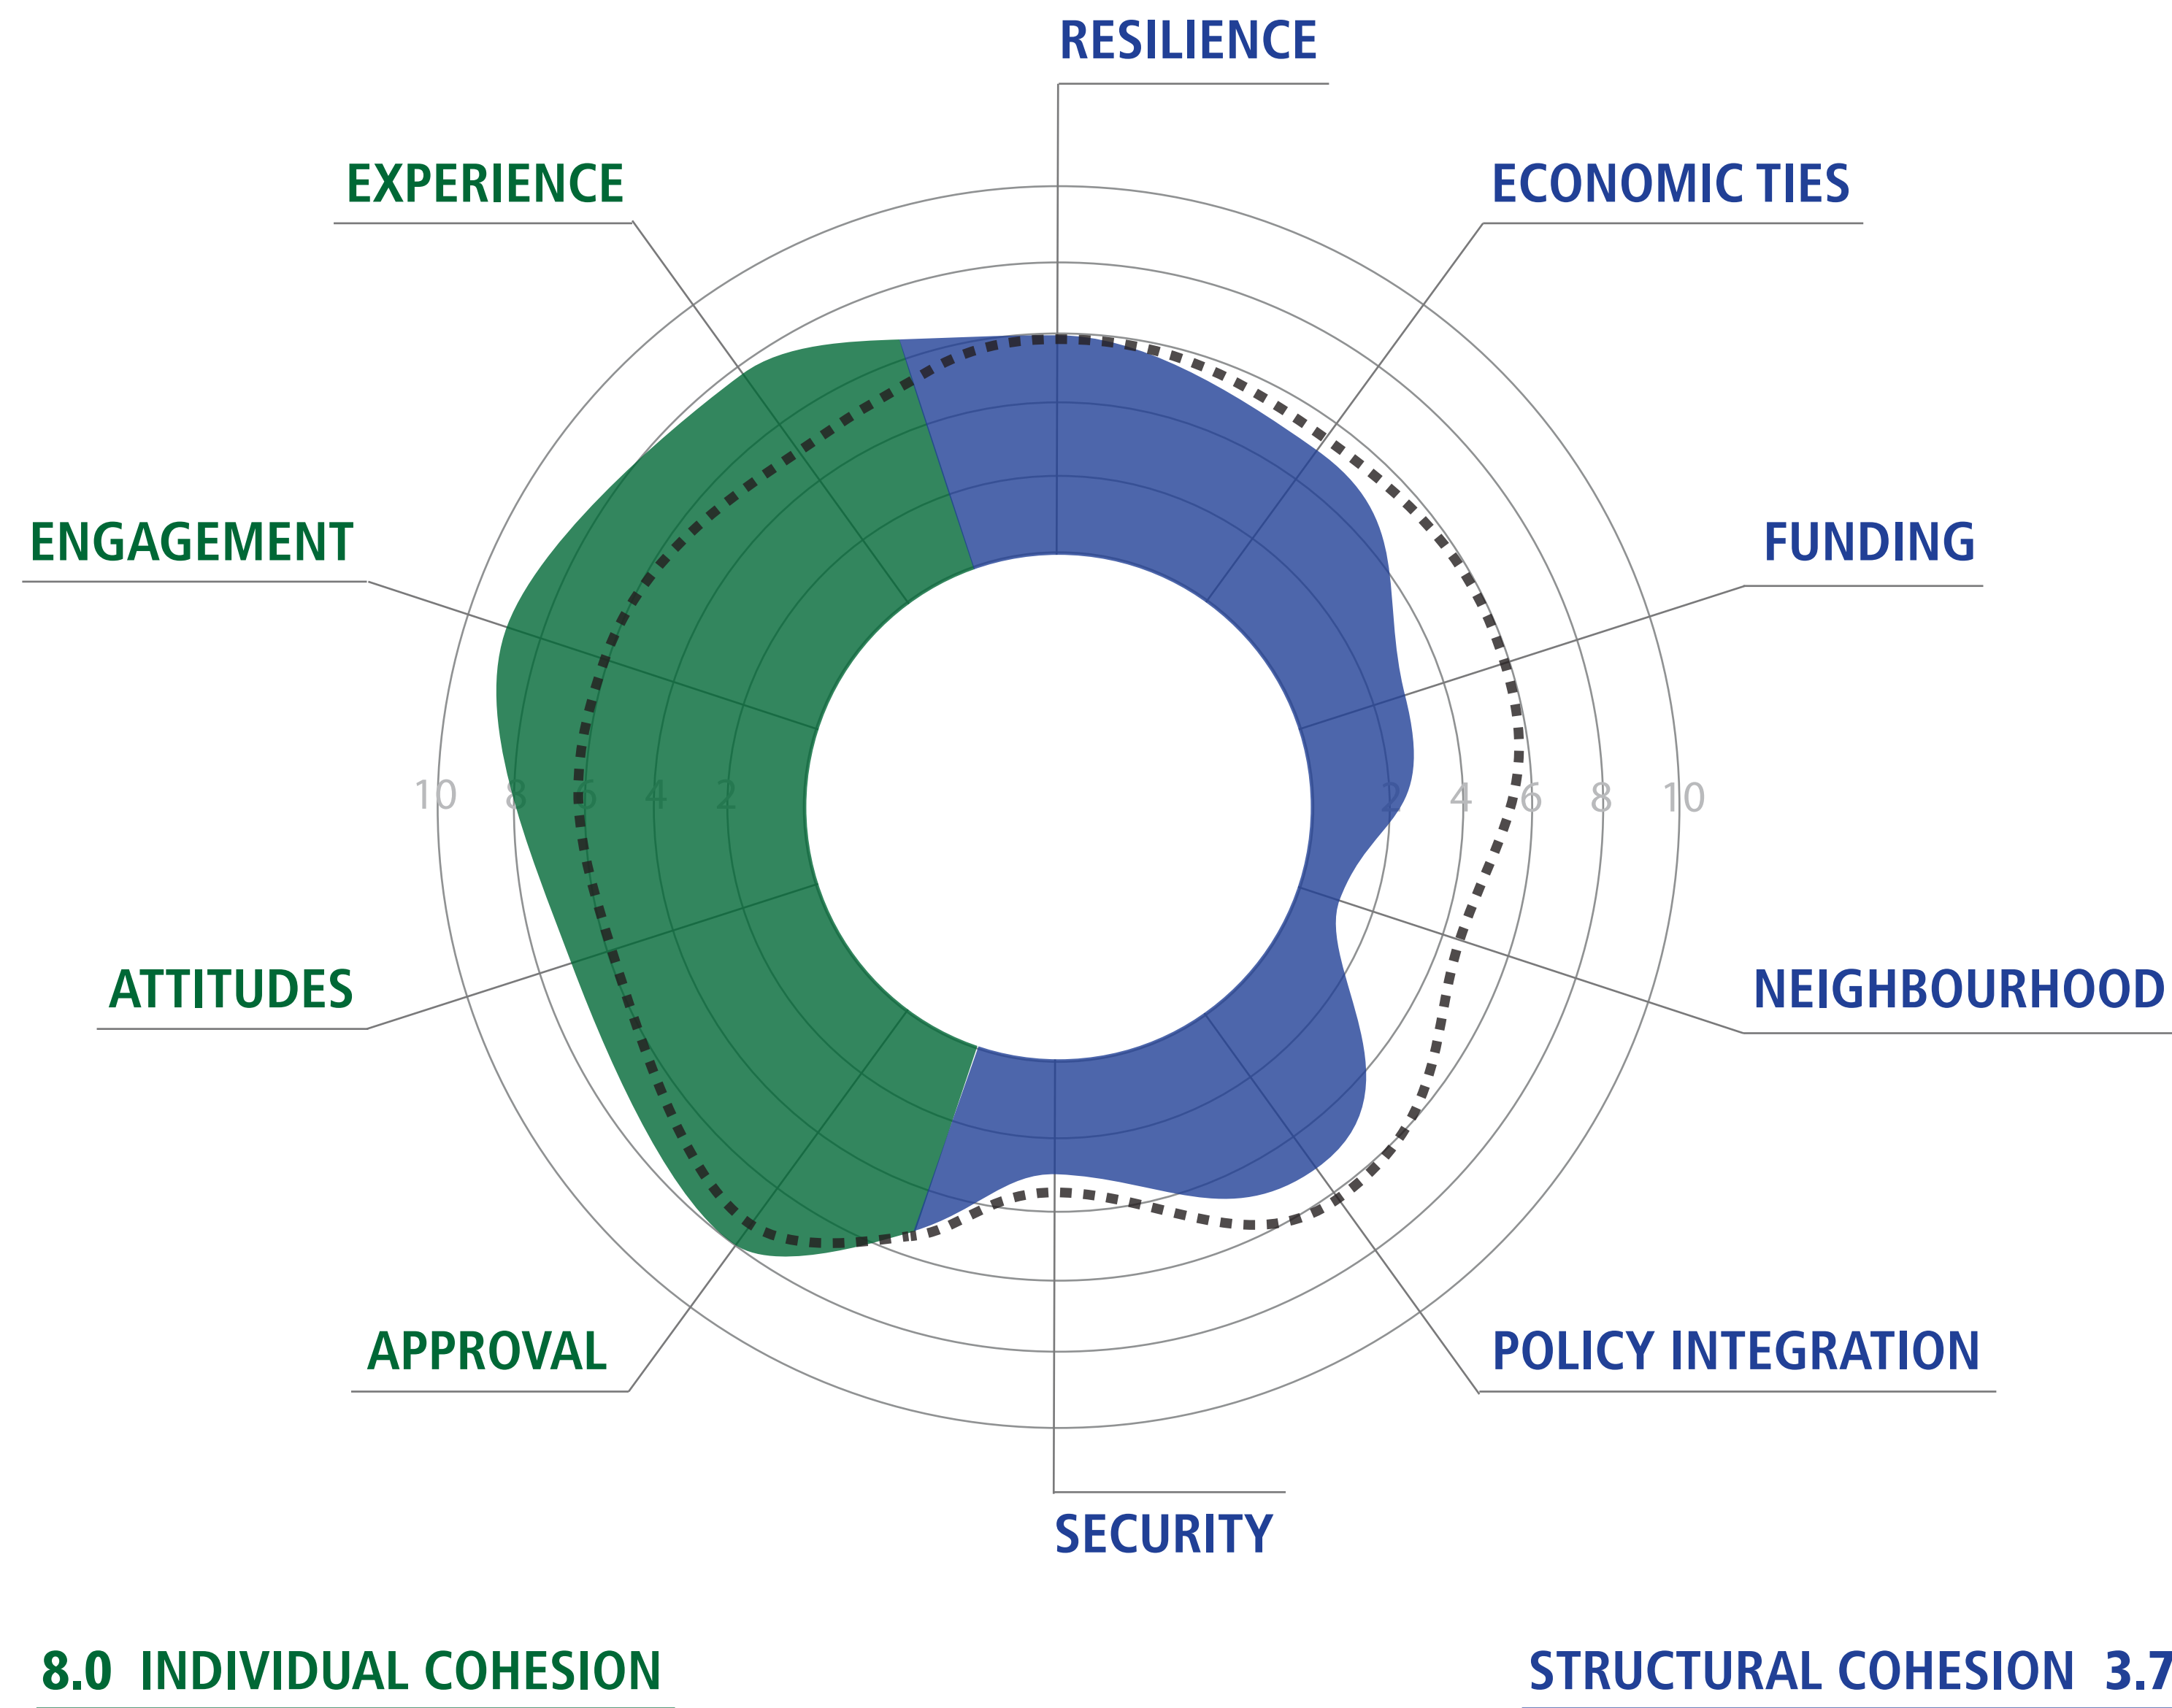 RESILIENCE
EXPERIENCE
ECONOMIC TIES
ENGAGEMENT
FUNDING
10 8 6 4 2 2 4 6 8 10
ATTITUDES
NEIGHBOURHOOD
APPROVAL
POLICY INTEGRATION
SECURITY
8.0 INDIVIDUAL COHESION
STRUCTURAL COHESION 3.7